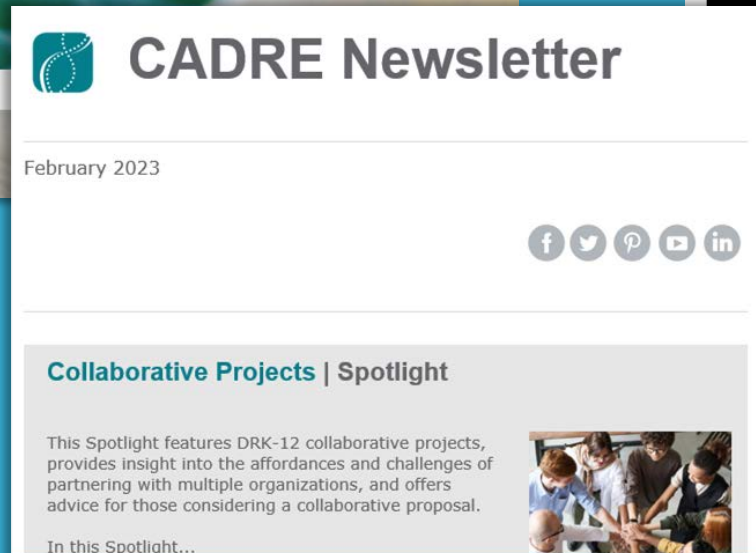 CADRE Newsletter
February 2023
Collaborative Projects | Spotlight
This Spotlight features DRK-12 collaborative projects,
provides insight into the affordances and challenges of
partnering with multiple organizations, and offers
advice for those considering a collaborative proposal.
In this Spotlight...